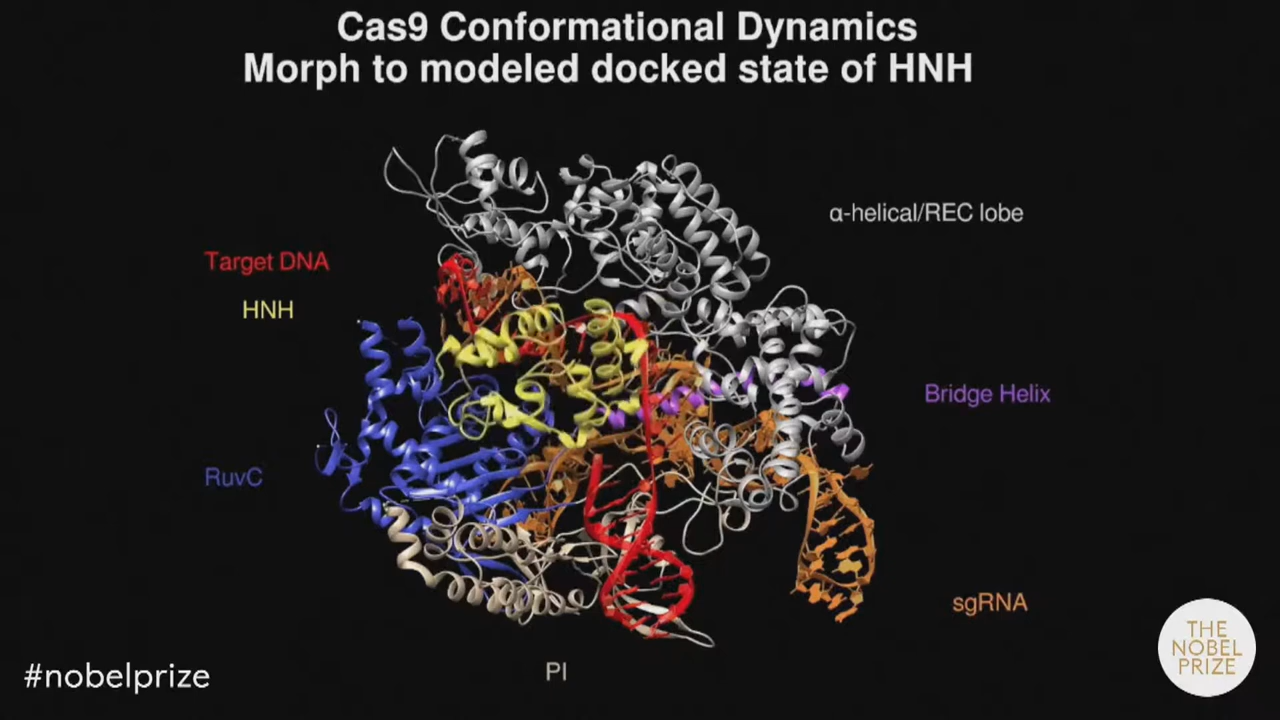 Cas9 Conformational Dynamics
Morph to modeled docked state of HNH
α-helical/REC lobe
Target DNA
HNH
Bridge Helix
RuvC
sgRNA
PI
#nobelprize
THE
NOBEL
PRIZE